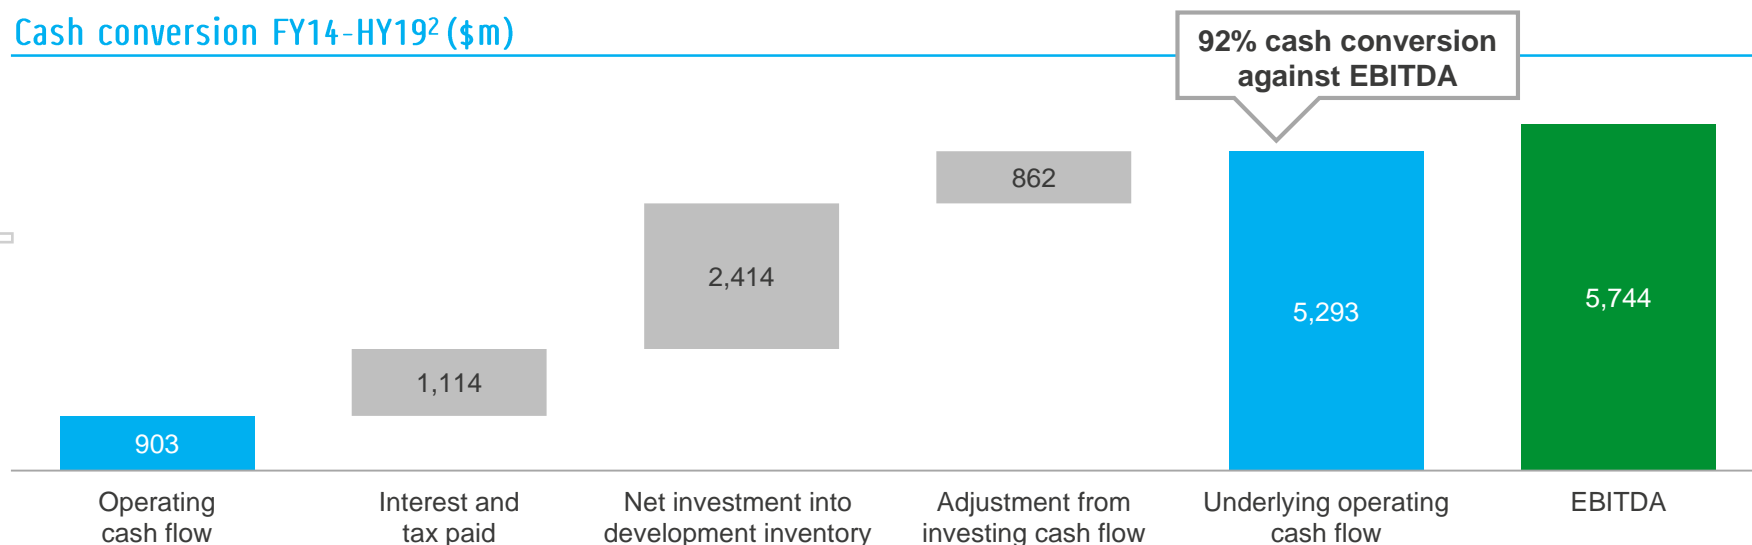 Cash conversion FY14-HY19² ($m)
92% cash conversion
against EBITDA
862
2,414
5,293
5,744
1,114
903
Operating
cash flow
Interest and
tax paid
Net investment into
development inventory
Adjustment from
investing cash flow
Underlying operating
cash flow
EBITDA